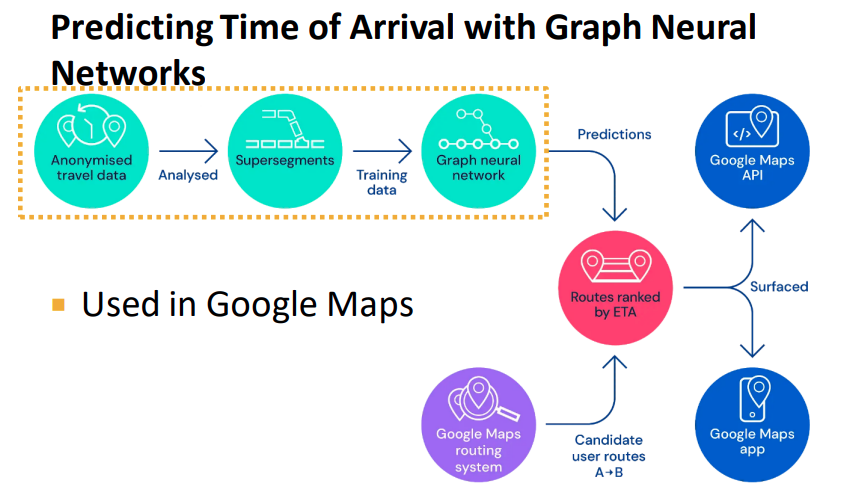 Predicting Time of Arrival with Graph Neural
Networks
Anonymised
travel data
Analysed
Supersegments
Training
data
Graph neural
network
Predictions
</>
Google Maps
API
Used in Google Maps
Routes ranked
by ETA
Surfaced
Google Maps
routing
system
Candidate
user routes
A→B
Google Maps
app